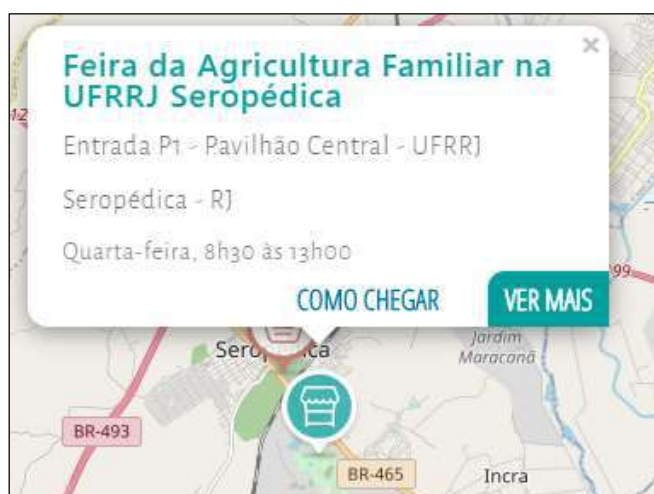 Feira da Agricultura Familiar na
UFRRJ Seropédica
Entrada P1 - Pavilhão Central - UFRRJ
Seropédica - RJ
Quarta-feira, 8h30 às 13h00
COMO CHEGAR
VER MAIS
Jardim
Maracanã
BR-493
BR-465
Incra